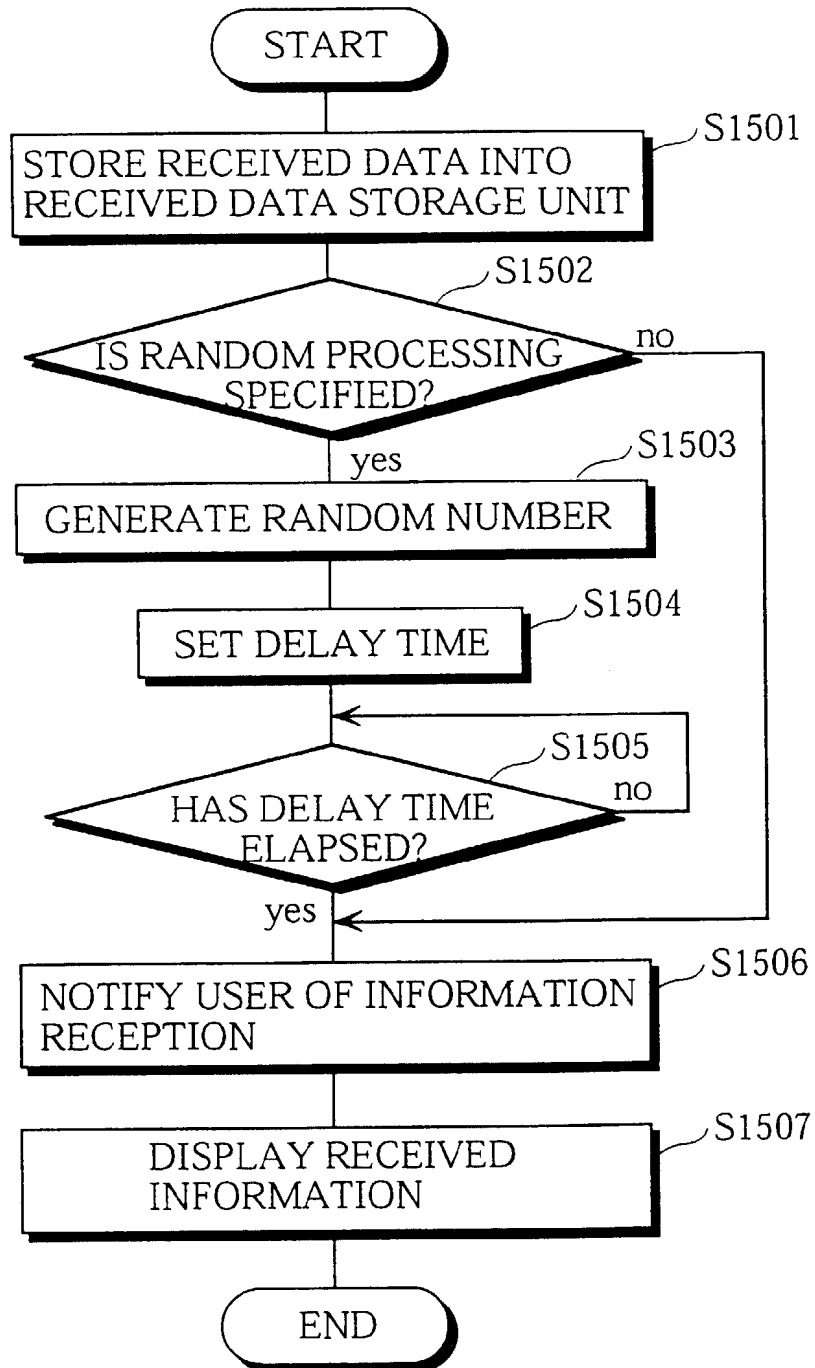 START
S1501
STORE RECEIVED DATA INTO
RECEIVED DATA STORAGE UNIT
S1502
IS RANDOM PROCESSING
SPECIFIED?
no
yes
S1503
GENERATE RANDOM NUMBER
S1504
SET DELAY TIME
S1505
HAS DELAY TIME
ELAPSED?
no
yes
S1506
NOTIFY USER OF INFORMATION
RECEPTION
S1507
DISPLAY RECEIVED
INFORMATION
END